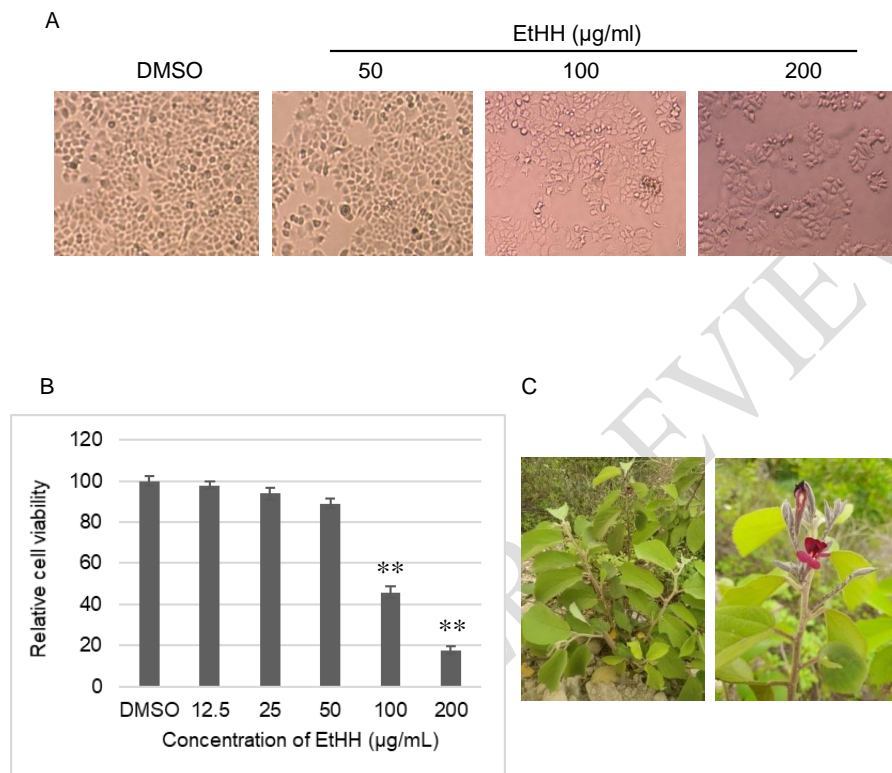 A
EtHH (µg/ml)
DMSO 50 100 200
B
120
100
80
60
40
20
0
Relative cell viability
**
**
DMSO 12.5 25 50 100 200
Concentration of EtHH (µg/mL)
C